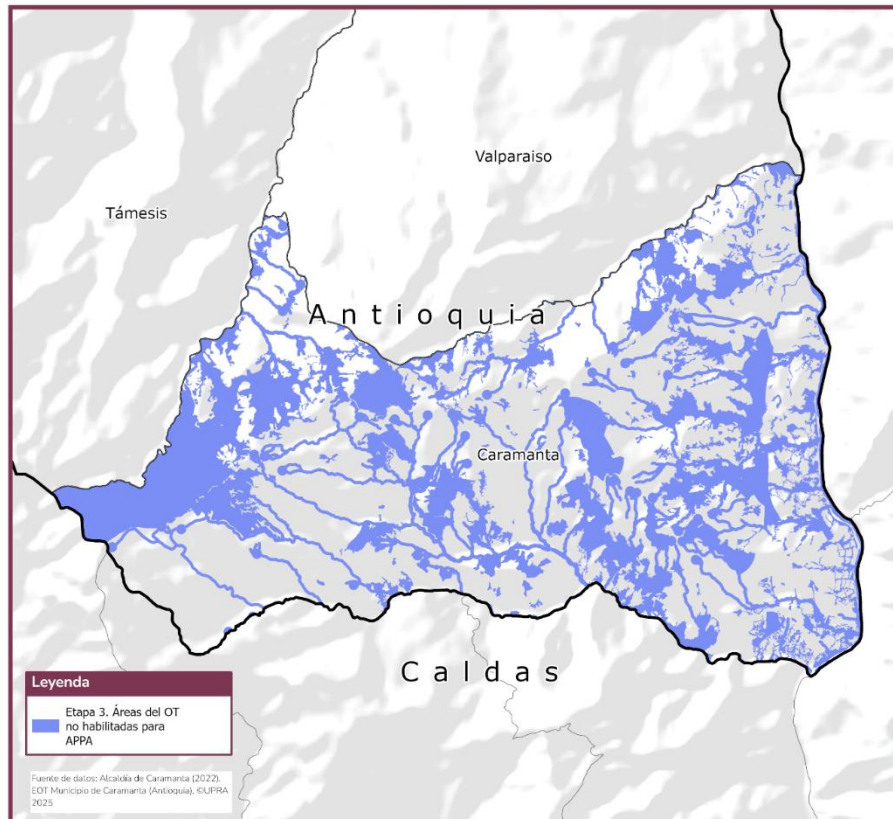 Valparaiso
Támesis
Antioquia
Caramanta
Caldas
Leyenda
Etapa 3. Áreas del OT
no habilitadas para
APPA
Fuente de datos: Alcaldía de Caramanta (2022).
EOT Municipio de Caramanta (Antioquia). ©UPRA
2025